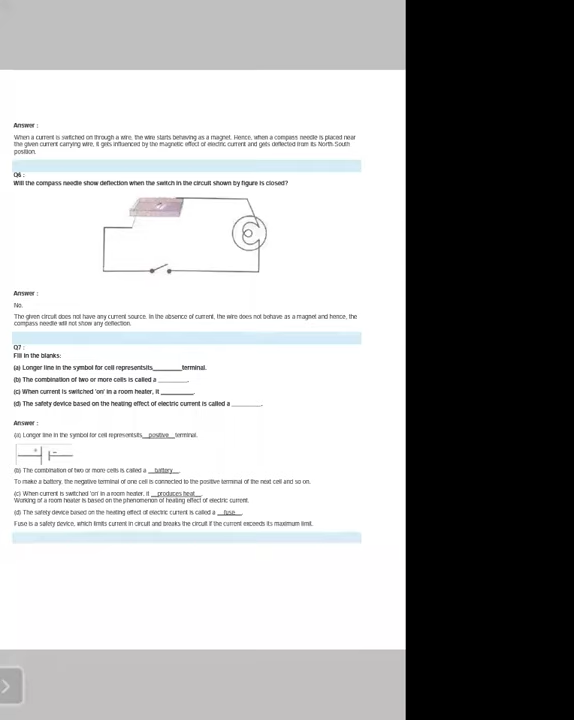 Answer :
When a current is switched on through a wire, the wire starts behaving as a magnet. Hence, when a compass needle is placed near
the given current carrying wire, it gets influenced by the magnetic effect of electric current and gets deflected from its North-South
position.
Q6 :
Will the compass needle show deflection when the switch in the circuit shown by figure is closed?
Answer :
No.
The given circuit does not have any current source. In the absence of current, the wire does not behave as a magnet and hence, the
compass needle will not show any deflection.
Q7 :
Fill in the blanks:
(a) Longer line in the symbol for cell representsits_________terminal.
(b) The combination of two or more cells is called a _________.
(c) When current is switched 'on' in a room heater, it _________.
(d) The safety device based on the heating effect of electric current is called a _________.
Answer :
(a) Longer line in the symbol for cell representsits__positive__terminal.
+ −
(b) The combination of two or more cells is called a __battery__.
To make a battery, the negative terminal of one cell is connected to the positive terminal of the next cell and so on.
(c) When current is switched 'on' in a room heater, it __produces heat__.
Working of a room heater is based on the phenomenon of heating effect of electric current.
(d) The safety device based on the heating effect of electric current is called a __fuse__.
Fuse is a safety device, which limits current in circuit and breaks the circuit if the current exceeds its maximum limit.